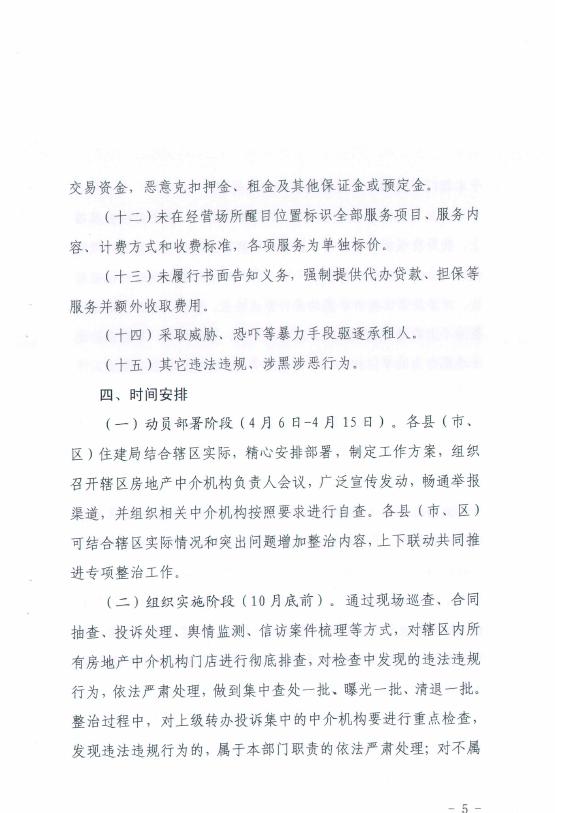 交易资金，恶意克扣押金、租金及其他保证金或预定金。
（十二）未在经营场所醒目位置标识全部服务项目、服务内
容、计费方式和收费标准，各项服务为单独标价。
（十三）未履行书面告知义务，强制提供代办贷款、担保等
服务并额外收取费用。
（十四）采取威胁、恐吓等暴力手段驱逐承租人。
（十五）其它违法违规、涉黑涉恶行为。
四、时间安排
（一）动员部署阶段（4月6日-4月15日）。各县（市、
区）住建局结合辖区实际，精心安排部署，制定工作方案，组织
召开辖区房地产中介机构负责人会议，广泛宣传发动，畅通举报
渠道，并组织相关中介机构按照要求进行自查。各县（市、区）
可结合辖区实际情况和突出问题增加整治内容，上下联动共同推
进专项整治工作。
（二）组织实施阶段（10月底前）。通过现场巡查、合同
抽查、投诉处理、舆情监测、信访案件梳理等方式，对辖区内所
有房地产中介机构门店进行彻底排查，对检查中发现的违法违规
行为，依法严肃处理，做到集中查处一批、曝光一批、清退一批。
整治过程中，对上级转办投诉集中的中介机构要进行重点检查，
发现违法违规行为的，属于本部门职责的依法严肃处理；对不属
- 5 -